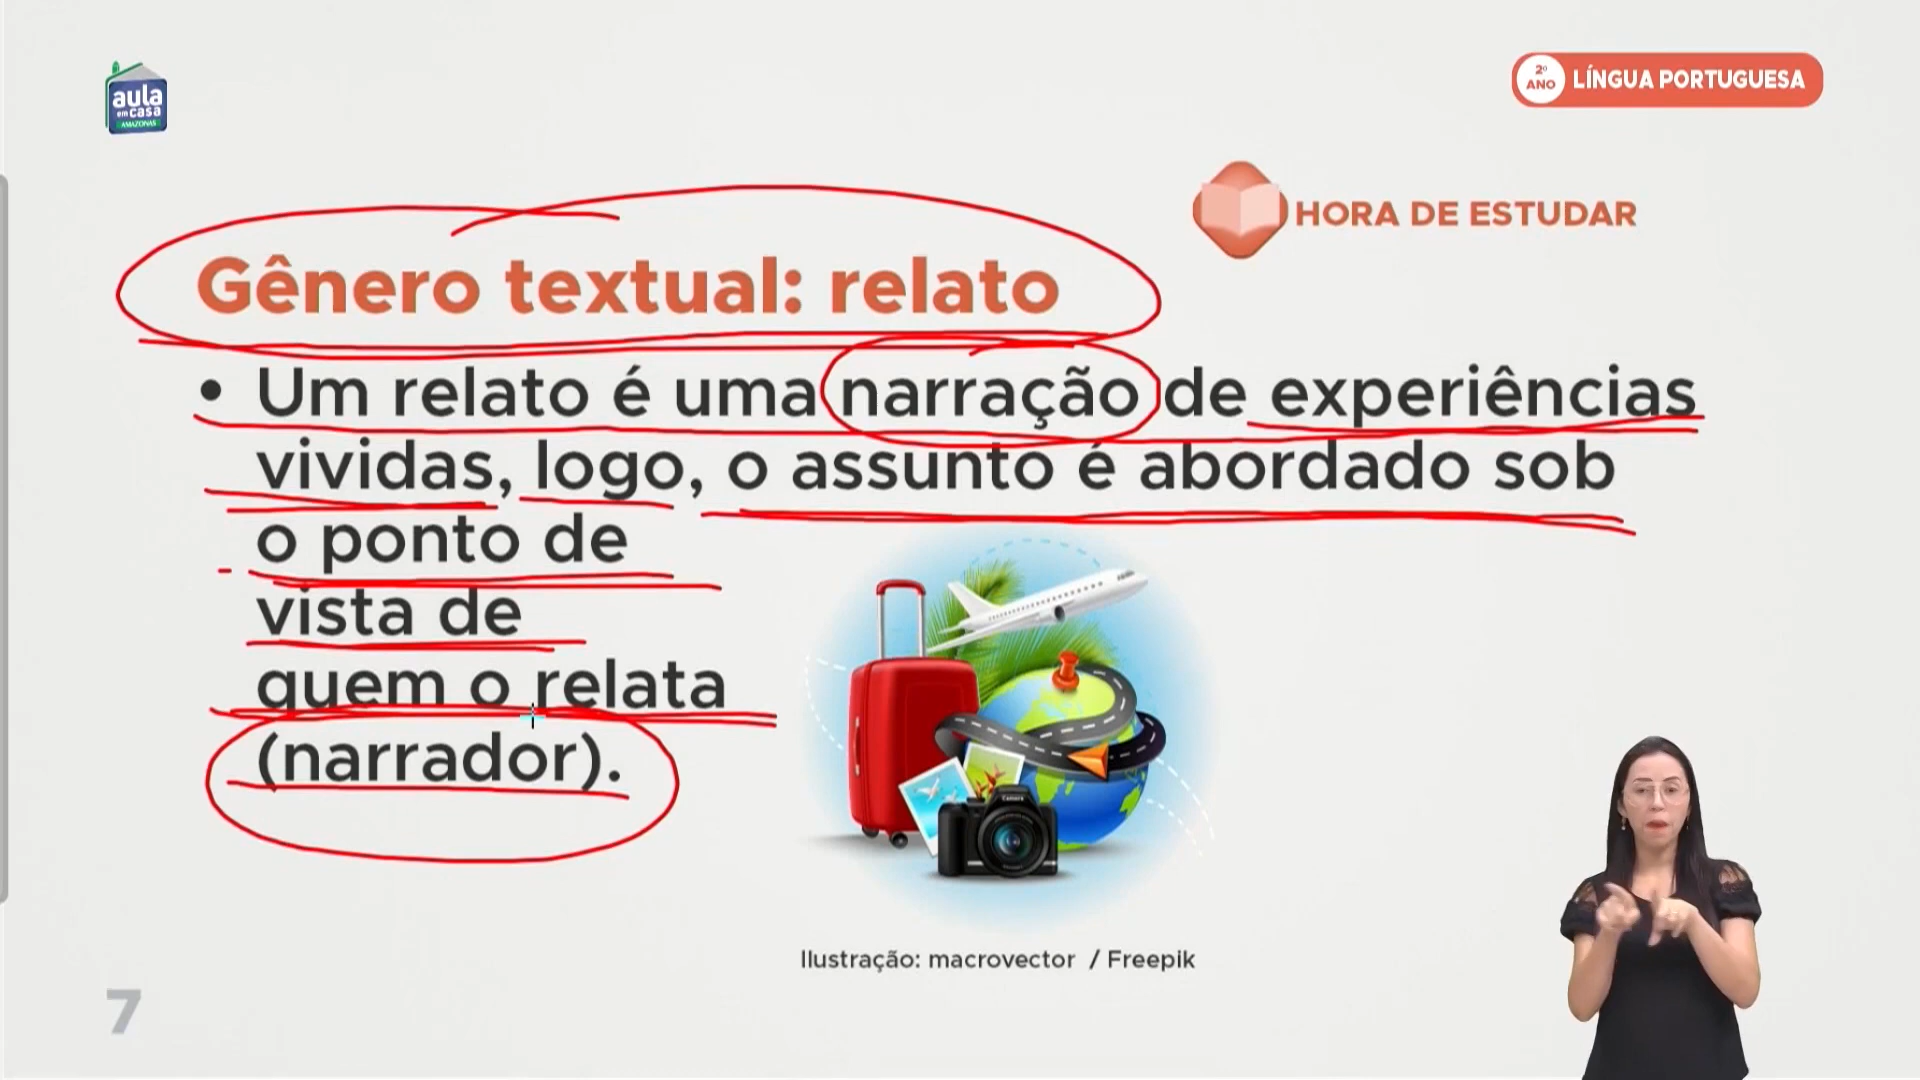 aula
em casa
AMAZONAS
2º
ANO
LÍNGUA PORTUGUESA
HORA DE ESTUDAR
Gênero textual: relato
• Um relato é uma narração de experiências
vividas, logo, o assunto é abordado sob
o ponto de
vista de
quem o relata
(narrador).
Camera
Ilustração: macrovector / Freepik
7